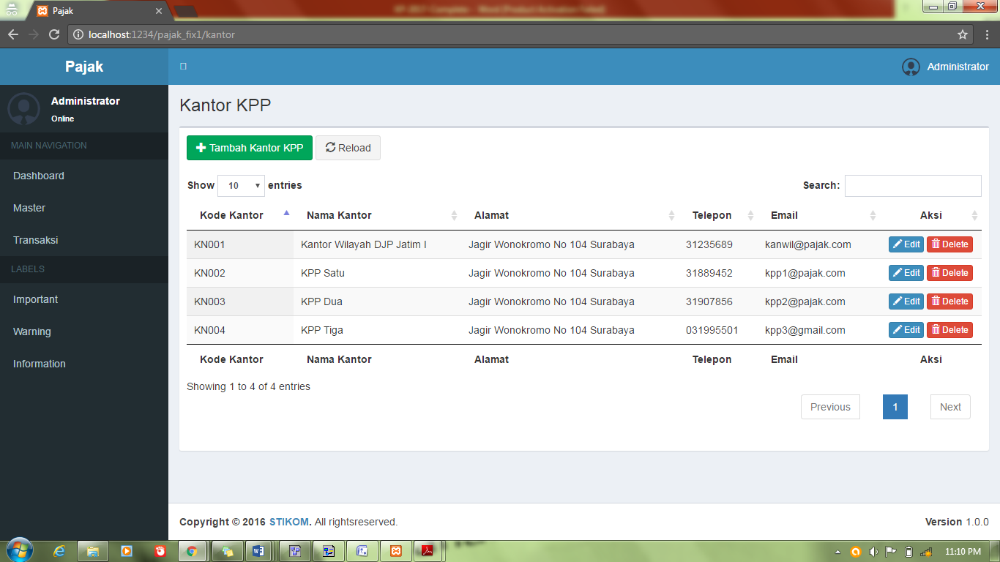 Pajak
localhost:1234/pajak_fix1/kantor
Pajak
Administrator
Administrator
Online
MAIN NAVIGATION
Dashboard
Master
Transaksi
LABELS
Important
Warning
Information
Kantor KPP
Tambah Kantor KPP Reload
Show 10 entries Search:
Kode Kantor Nama Kantor Alamat Telepon Email Aksi
KN001 Kantor Wilayah DJP Jatim I Jagir Wonokromo No 104 Surabaya 31235689 kanwil@pajak.com Edit Delete
KN002 KPP Satu Jagir Wonokromo No 104 Surabaya 31889452 kpp1@pajak.com Edit Delete
KN003 KPP Dua Jagir Wonokromo No 104 Surabaya 31907856 kpp2@pajak.com Edit Delete
KN004 KPP Tiga Jagir Wonokromo No 104 Surabaya 031995501 kpp3@gmail.com Edit Delete
Kode Kantor Nama Kantor Alamat Telepon Email Aksi
Showing 1 to 4 of 4 entries
Previous 1 Next
Copyright © 2016 STIKOM. All rightsreserved. Version 1.0.0
11:10 PM